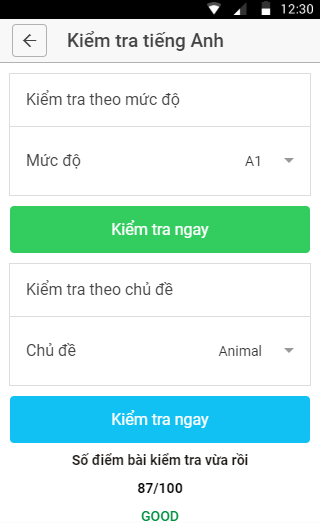 12:30
Kiểm tra tiếng Anh
Kiểm tra theo mức độ
Mức độ A1
Kiểm tra ngay
Kiểm tra theo chủ đề
Chủ đề Animal
Kiểm tra ngay
Số điểm bài kiểm tra vừa rồi
87/100
GOOD